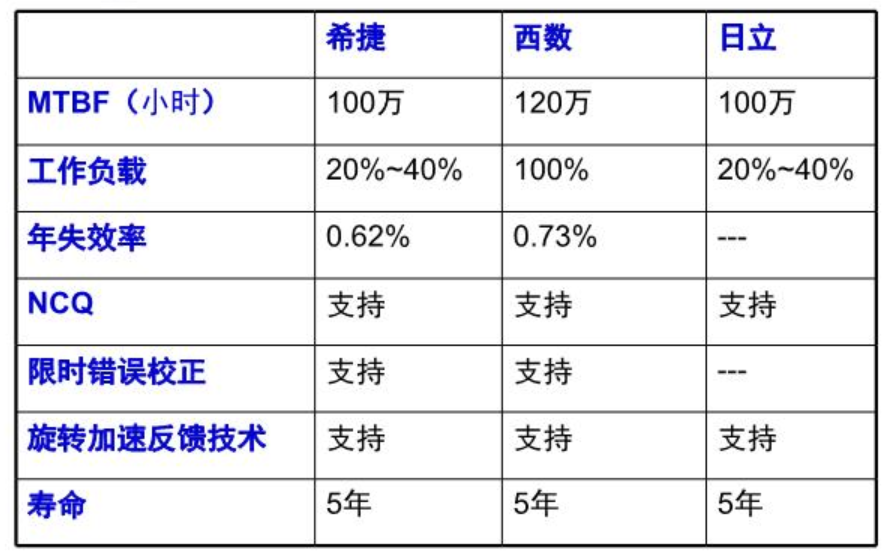 希捷 西数 日立
MTBF（小时） 100万 120万 100万
工作负载 20%~40% 100% 20%~40%
年失效率 0.62% 0.73% ---
NCQ 支持 支持 支持
限时错误校正 支持 支持 ---
旋转加速反馈技术 支持 支持 支持
寿命 5年 5年 5年